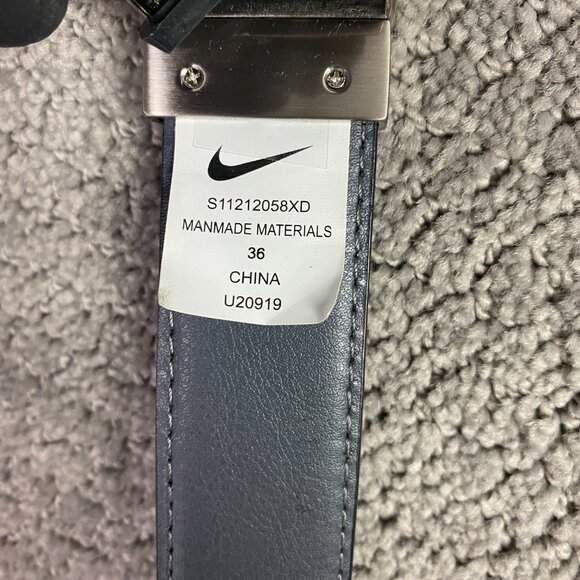 S11212058XD
MANMADE MATERIALS
36
CHINA
U20919